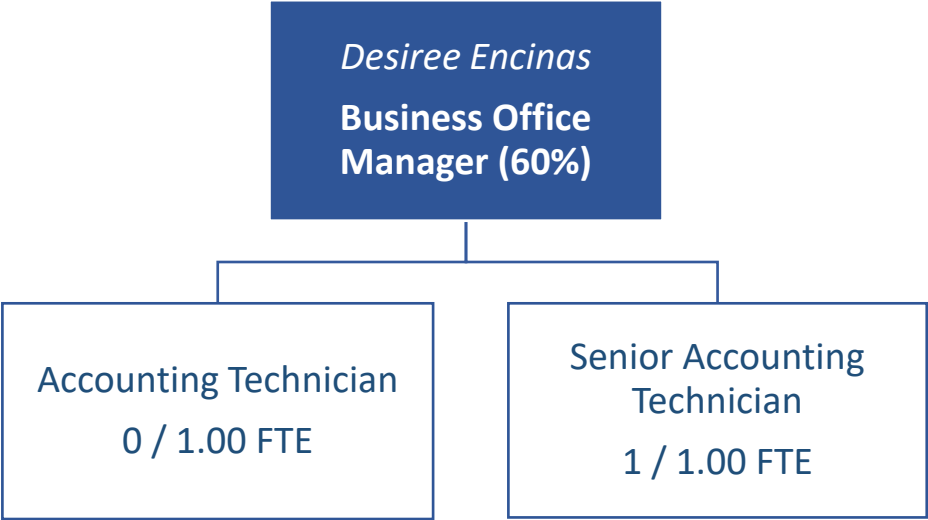 Desiree Encinas
Business Office
Manager (60%)
Accounting Technician
0 / 1.00 FTE
Senior Accounting
Technician
1 / 1.00 FTE